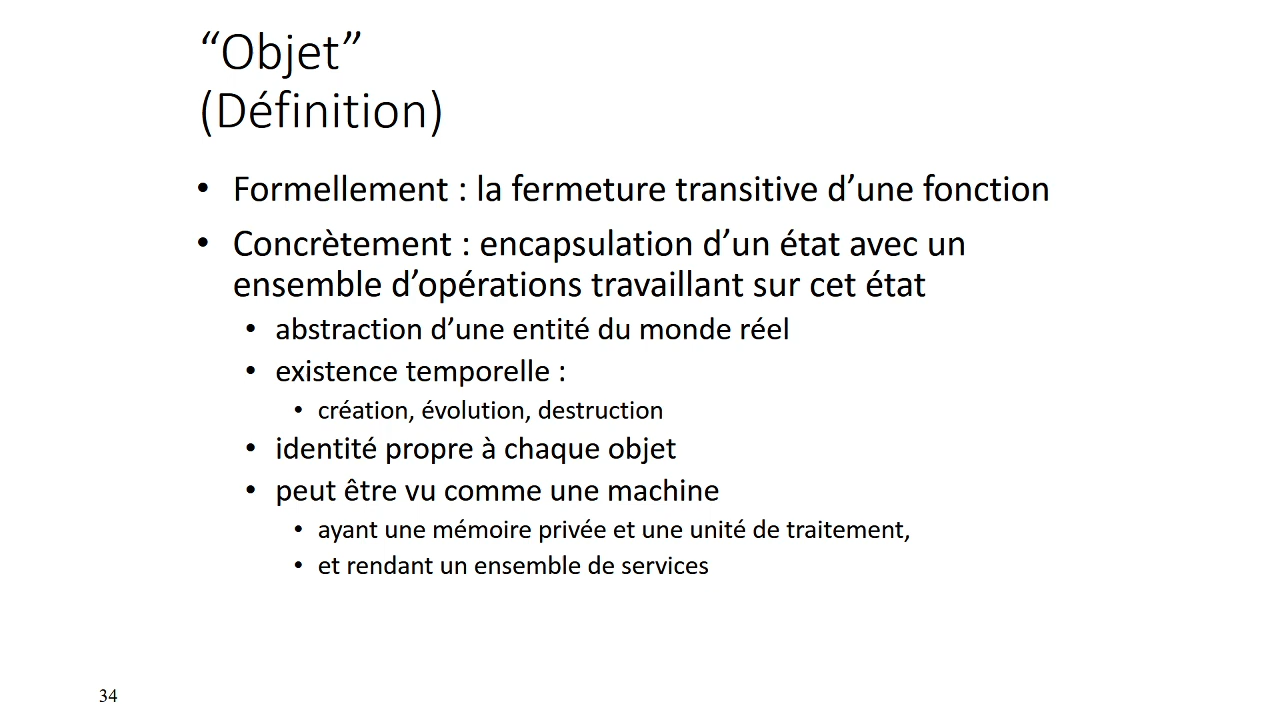 “Objet”
(Définition)
• Formellement : la fermeture transitive d’une fonction
• Concrètement : encapsulation d’un état avec un
ensemble d’opérations travaillant sur cet état
• abstraction d’une entité du monde réel
• existence temporelle :
• création, évolution, destruction
• identité propre à chaque objet
• peut être vu comme une machine
• ayant une mémoire privée et une unité de traitement,
• et rendant un ensemble de services
34